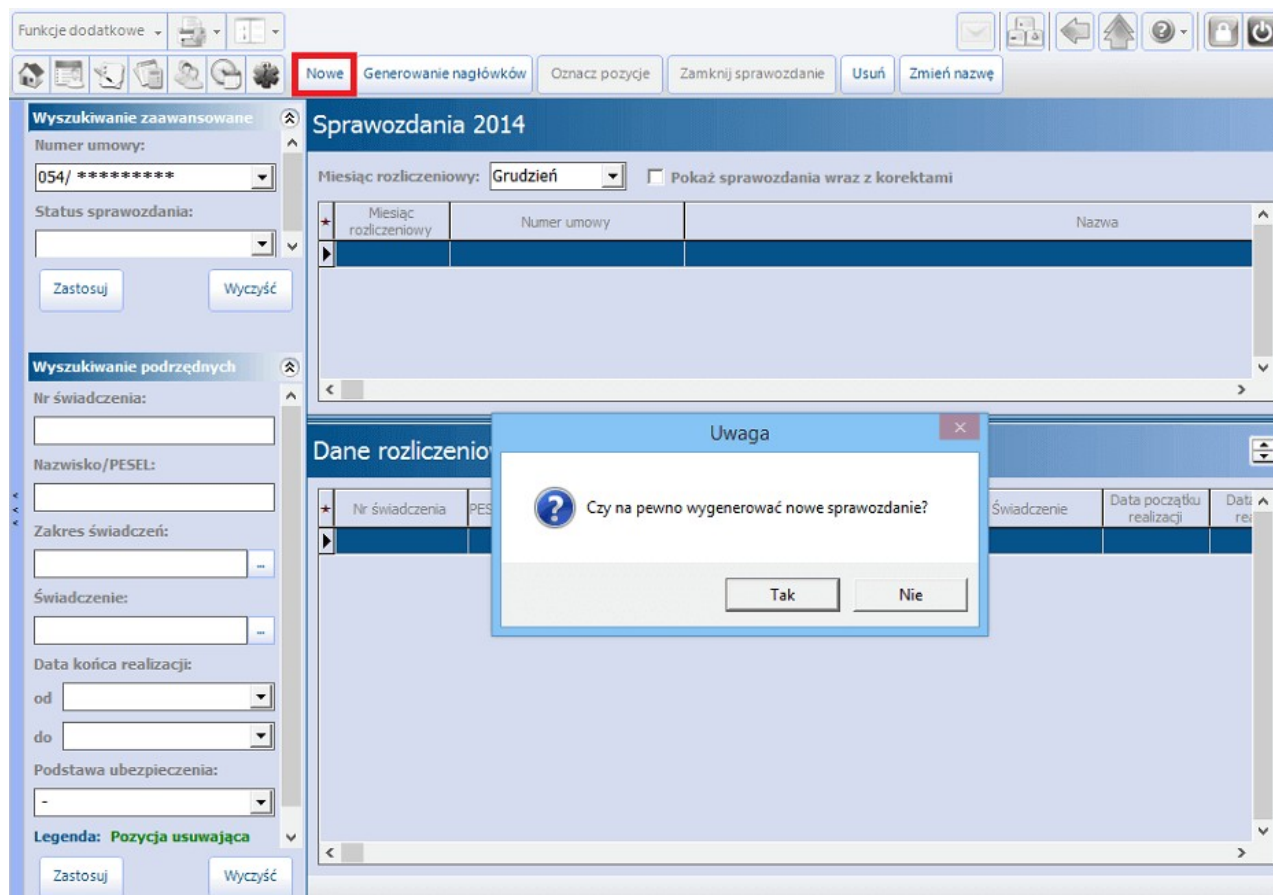 Funkcje dodatkowe
Nowe Generowanie nagłówków Oznacz pozycje Zamknij sprawozdanie Usuń Zmień nazwę
Wyszukiwanie zaawansowane
Numer umowy:
054/ *********
Status sprawozdania:
Zastosuj Wyczyść
Wyszukiwanie podrzędnych
Nr świadczenia:
Nazwisko/PESEL:
Zakres świadczeń:
...
Świadczenie:
...
Data końca realizacji:
od
do
Podstawa ubezpieczenia:
-
Legenda: Pozycja usuwająca
Zastosuj Wyczyść
Sprawozdania 2014
Miesiąc rozliczeniowy: Grudzień Pokaż sprawozdania wraz z korektami
Miesiąc rozliczeniowy Numer umowy Nazwa
Dane rozliczenio
Nr świadczenia PES Świadczenie Data początku realizacji Data rea
Uwaga
Czy na pewno wygenerować nowe sprawozdanie?
Tak Nie